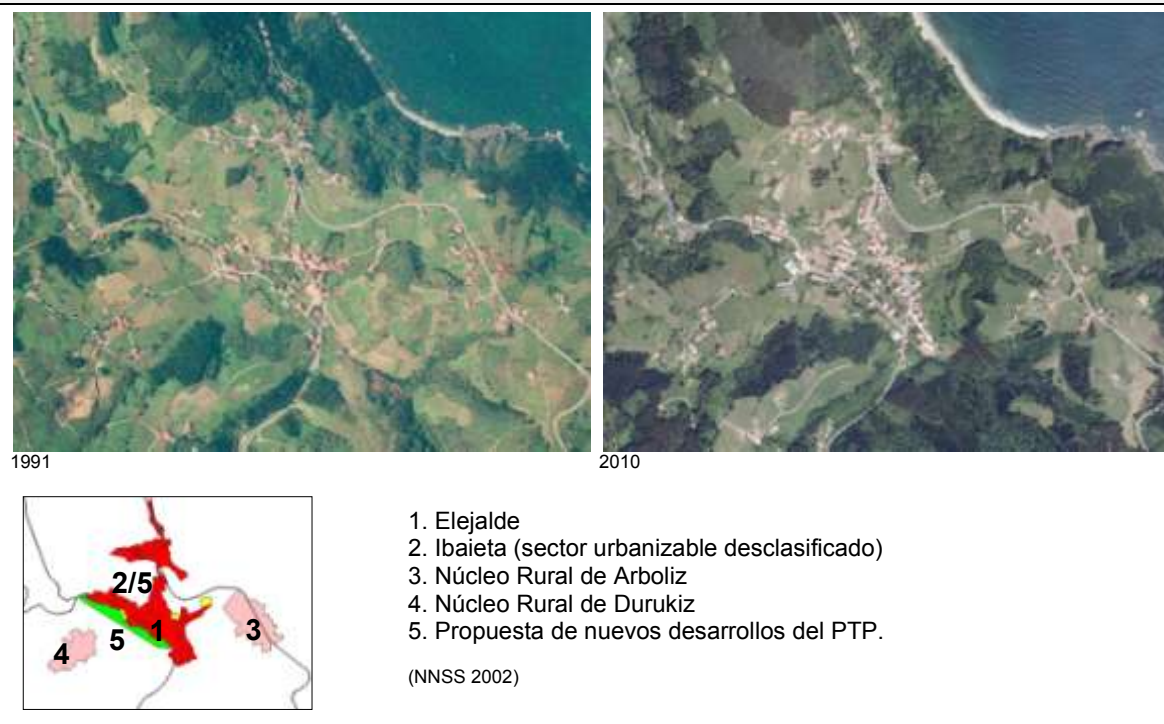 1991
2010
2/5
1
5
4
3
1. Elejalde
2. Ibaieta (sector urbanizable desclasificado)
3. Núcleo Rural de Arboliz
4. Núcleo Rural de Durukiz
5. Propuesta de nuevos desarrollos del PTP.
(NNSS 2002)